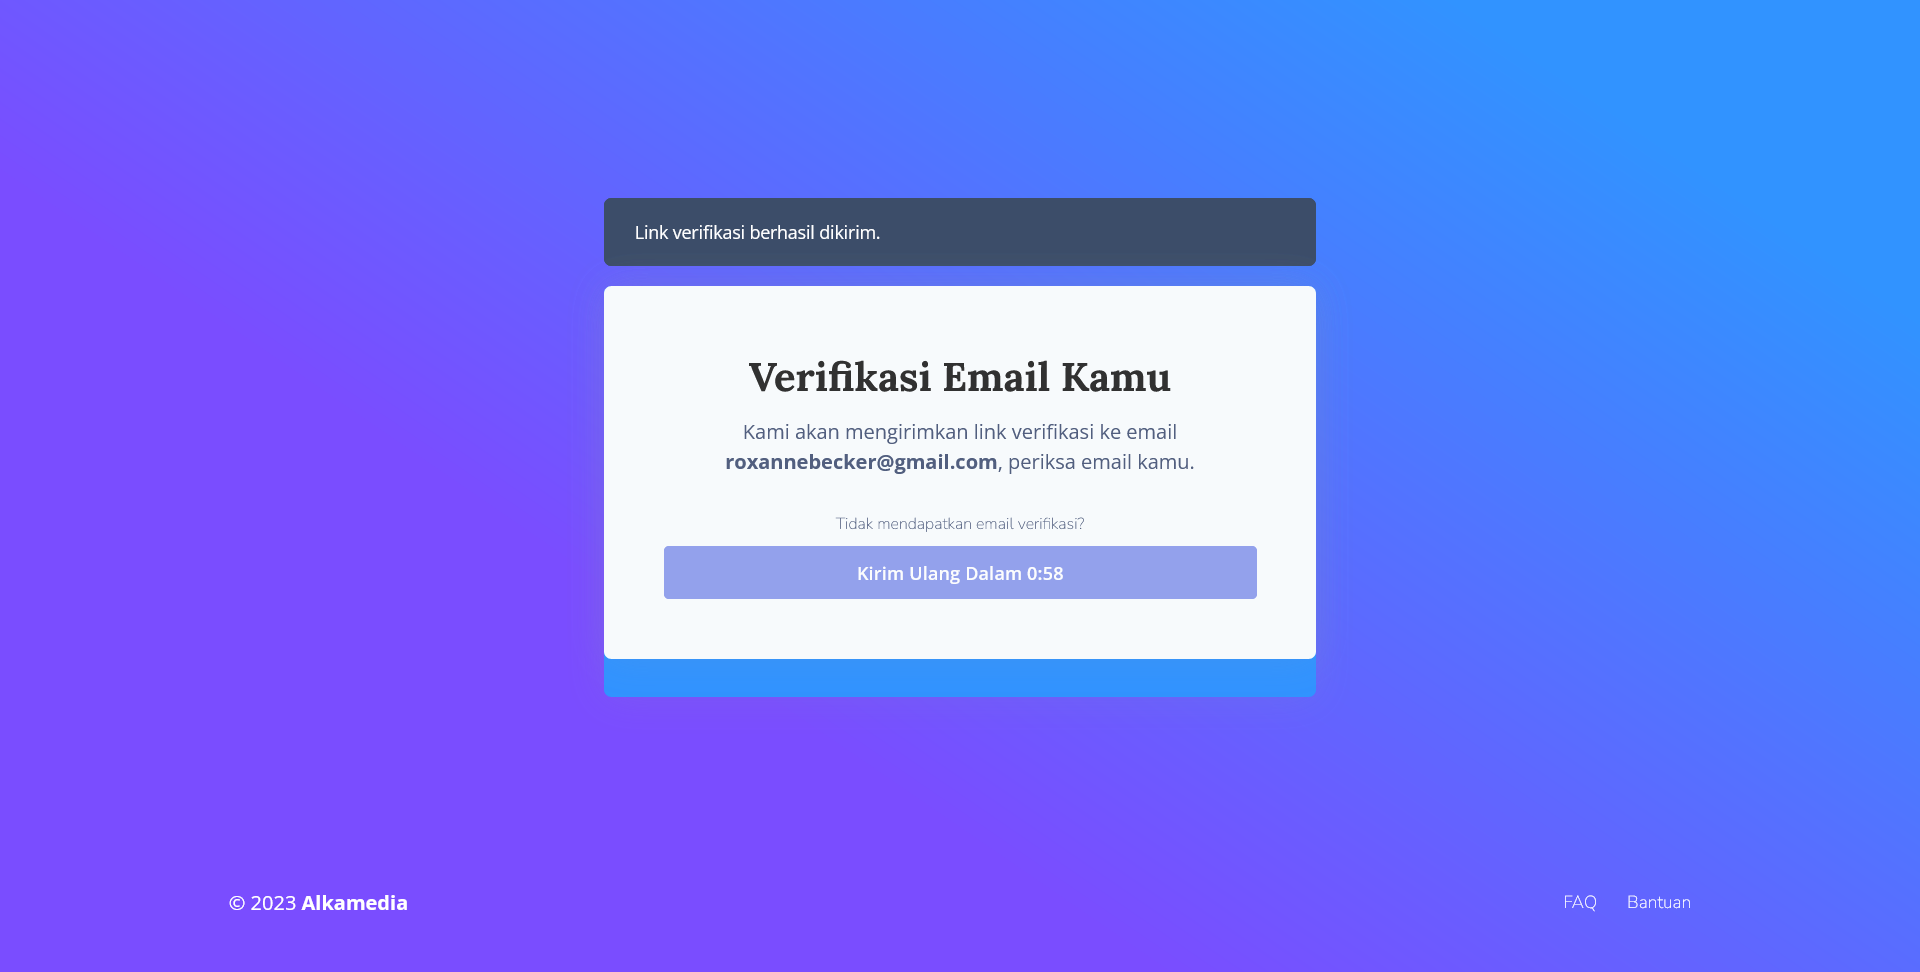 Link verifikasi berhasil dikirim.
Verifikasi Email Kamu
Kami akan mengirimkan link verifikasi ke email
roxannebecker@gmail.com, periksa email kamu.
Tidak mendapatkan email verifikasi?
Kirim Ulang Dalam 0:58
© 2023 Alkamedia
FAQ Bantuan